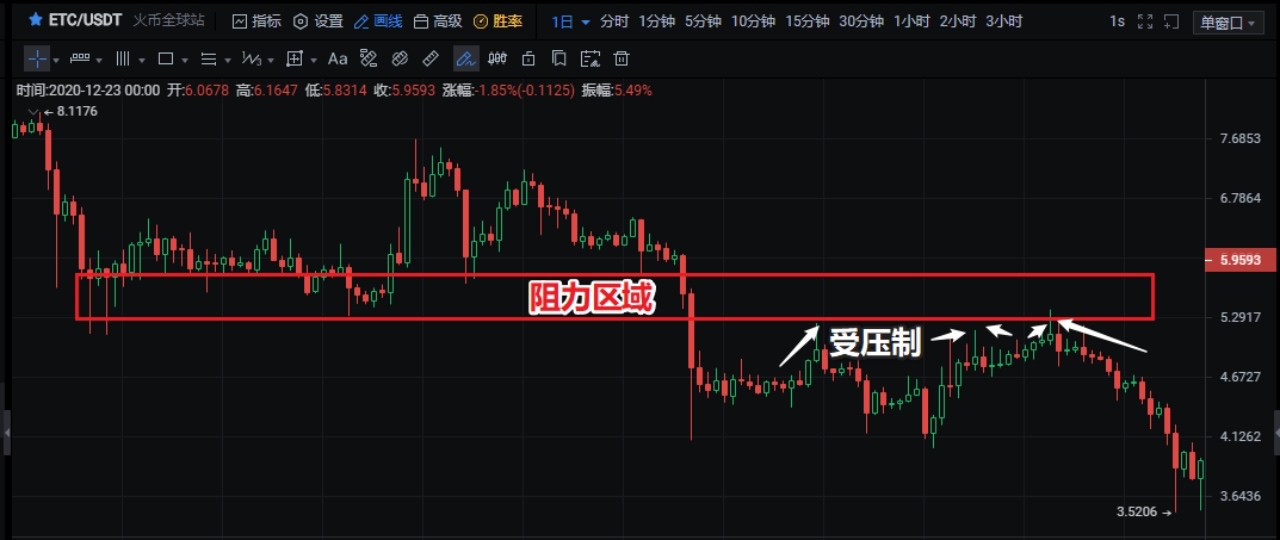 ETC/USDT 火币全球站 指标 设置 画线 高级 胜率 1日 分时 1分钟 5分钟 10分钟 15分钟 30分钟 1小时 2小时 3小时 1s 单窗口
Aa
时间:2020-12-23 00:00 开:6.0678 高:6.1647 低:5.8314 收:5.9593 涨幅:-1.85%(-0.1125) 振幅:5.49%
8.1176
7.6853
6.7864
5.9593
阻力区域
5.2917
受压制
4.6727
4.1262
3.6436
3.5206